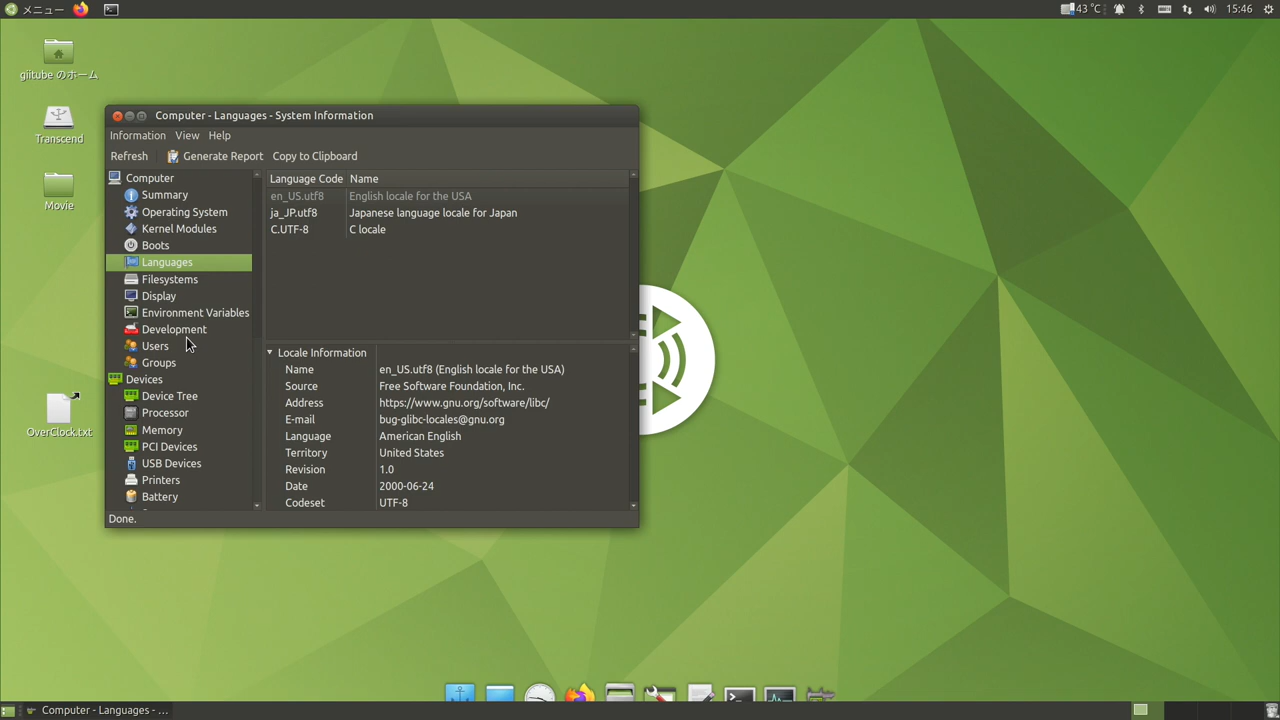 メニュー
43 ℃
15:46
giitube のホーム
Transcend
Movie
OverClock.txt
Computer - Languages - System Information
Information View Help
Refresh Generate Report Copy to Clipboard
Computer
Summary
Operating System
Kernel Modules
Boots
Languages
Filesystems
Display
Environment Variables
Development
Users
Groups
Devices
Device Tree
Processor
Memory
PCI Devices
USB Devices
Printers
Battery
Language Code Name
en_US.utf8 English locale for the USA
ja_JP.utf8 Japanese language locale for Japan
C.UTF-8 C locale
Locale Information
Name en_US.utf8 (English locale for the USA)
Source Free Software Foundation, Inc.
Address https://www.gnu.org/software/libc/
E-mail bug-glibc-locales@gnu.org
Language American English
Territory United States
Revision 1.0
Date 2000-06-24
Codeset UTF-8
Done.
Computer - Languages - ...